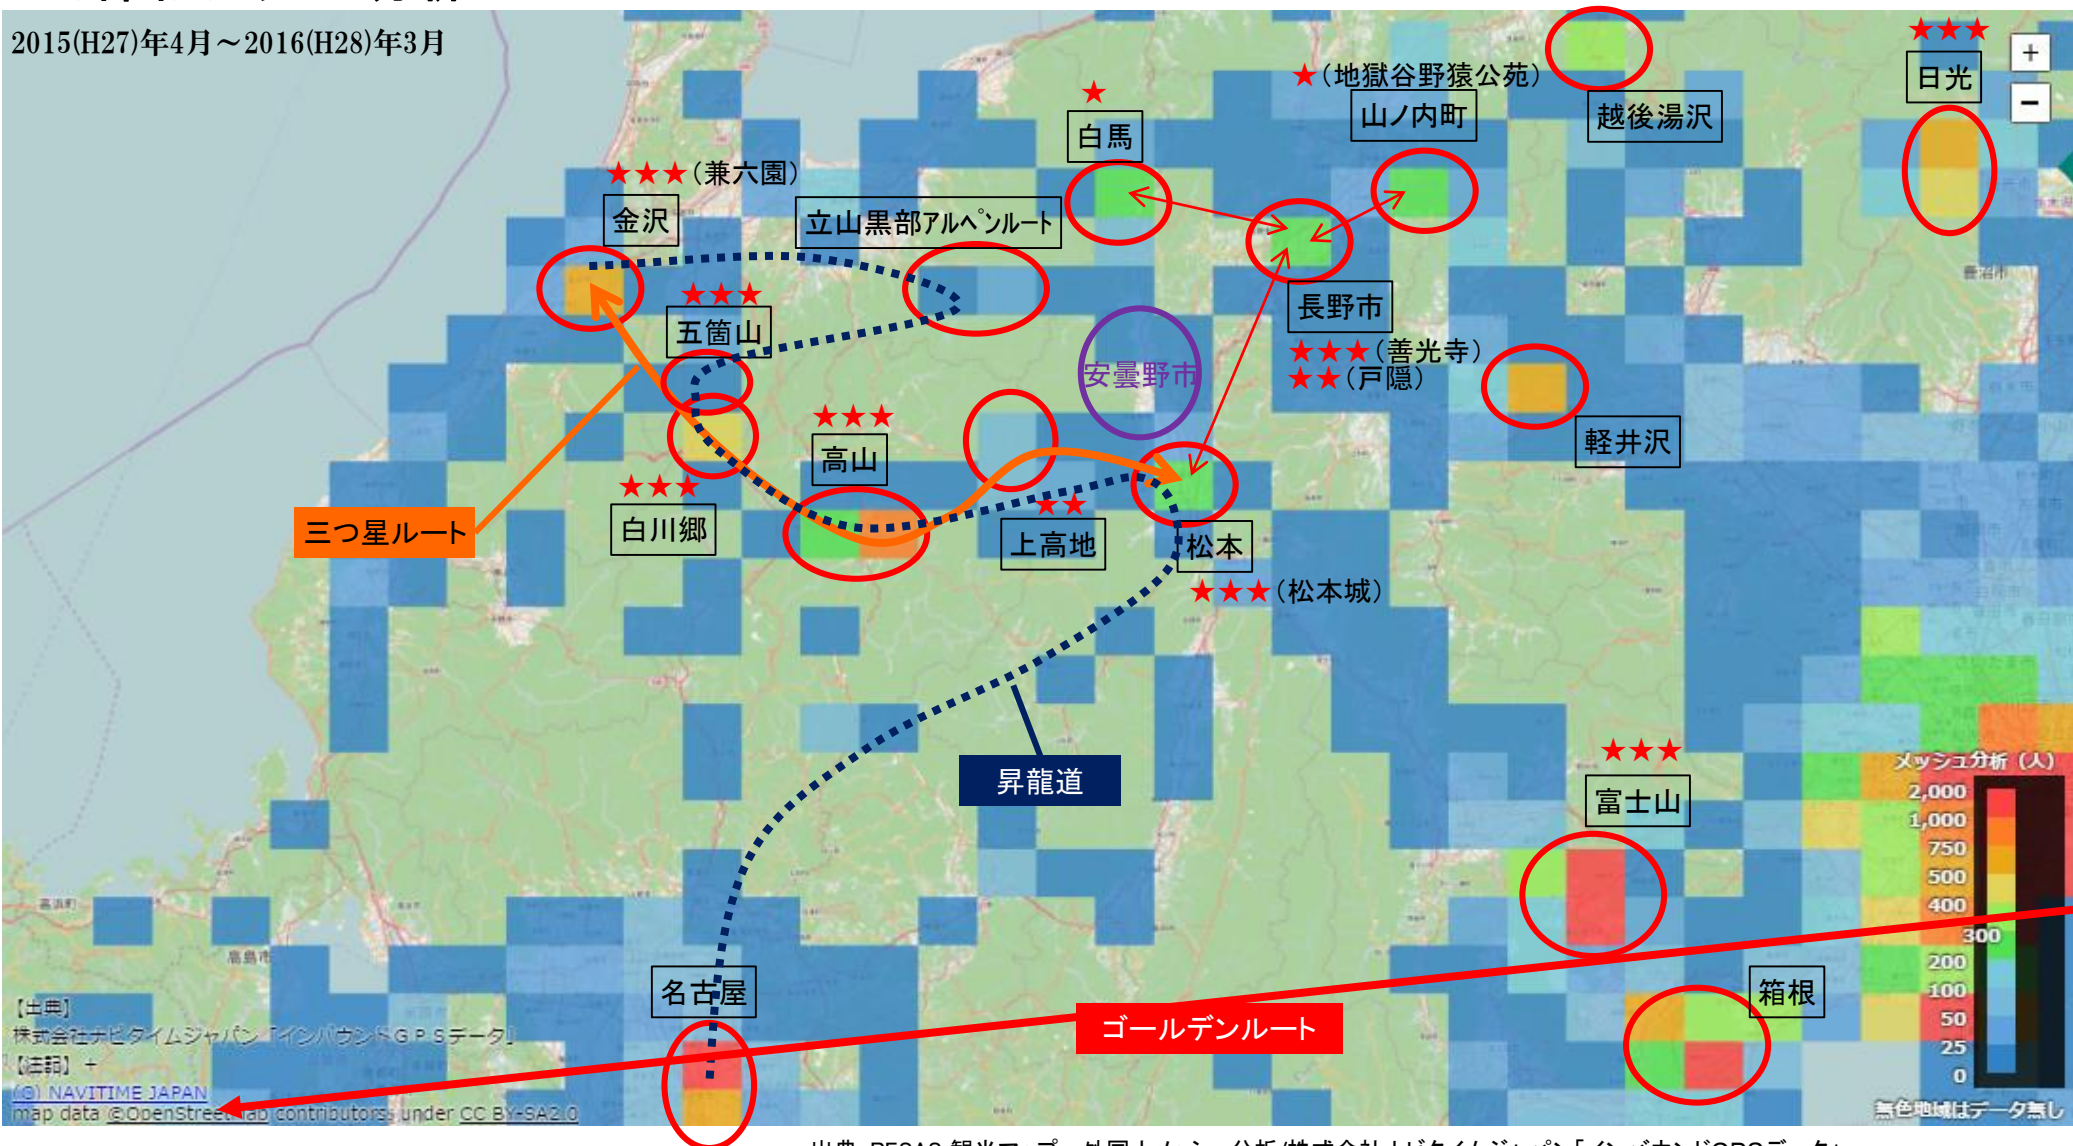 2015(H27)年4月～2016(H28)年3月
★★★
日光
+
−
★(地獄谷野猿公苑)
山ノ内町
越後湯沢
★
白馬
★★★(兼六園)
金沢
立山黒部アルペンルート
★★★
五箇山
長野市
★★★(善光寺)
★★(戸隠)
安曇野市
軽井沢
★★★
高山
★★★
白川郷
三つ星ルート
★★
上高地
松本
★★★(松本城)
昇龍道
★★★
富士山
メッシュ分析 (人)
2,000
1,000
750
500
400
300
200
100
50
25
0
無色地域はデータ無し
箱根
名古屋
ゴールデンルート
高島市
【出典】
株式会社ナビタイムジャパン「インバウンドGPSデータ」
【注記】 +
(C) NAVITIME JAPAN
map data ©OpenStreetMap contributors under CC BY-SA2.0